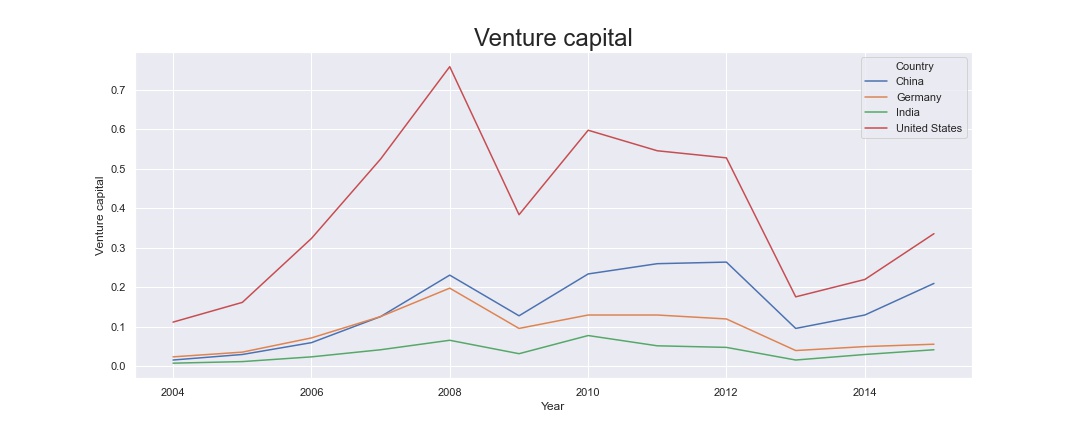 Venture capital
Country
China
Germany
India
United States
0.7
0.6
0.5
0.4
0.3
0.2
0.1
0.0
Venture capital
2004
2006
2008
2010
2012
2014
Year